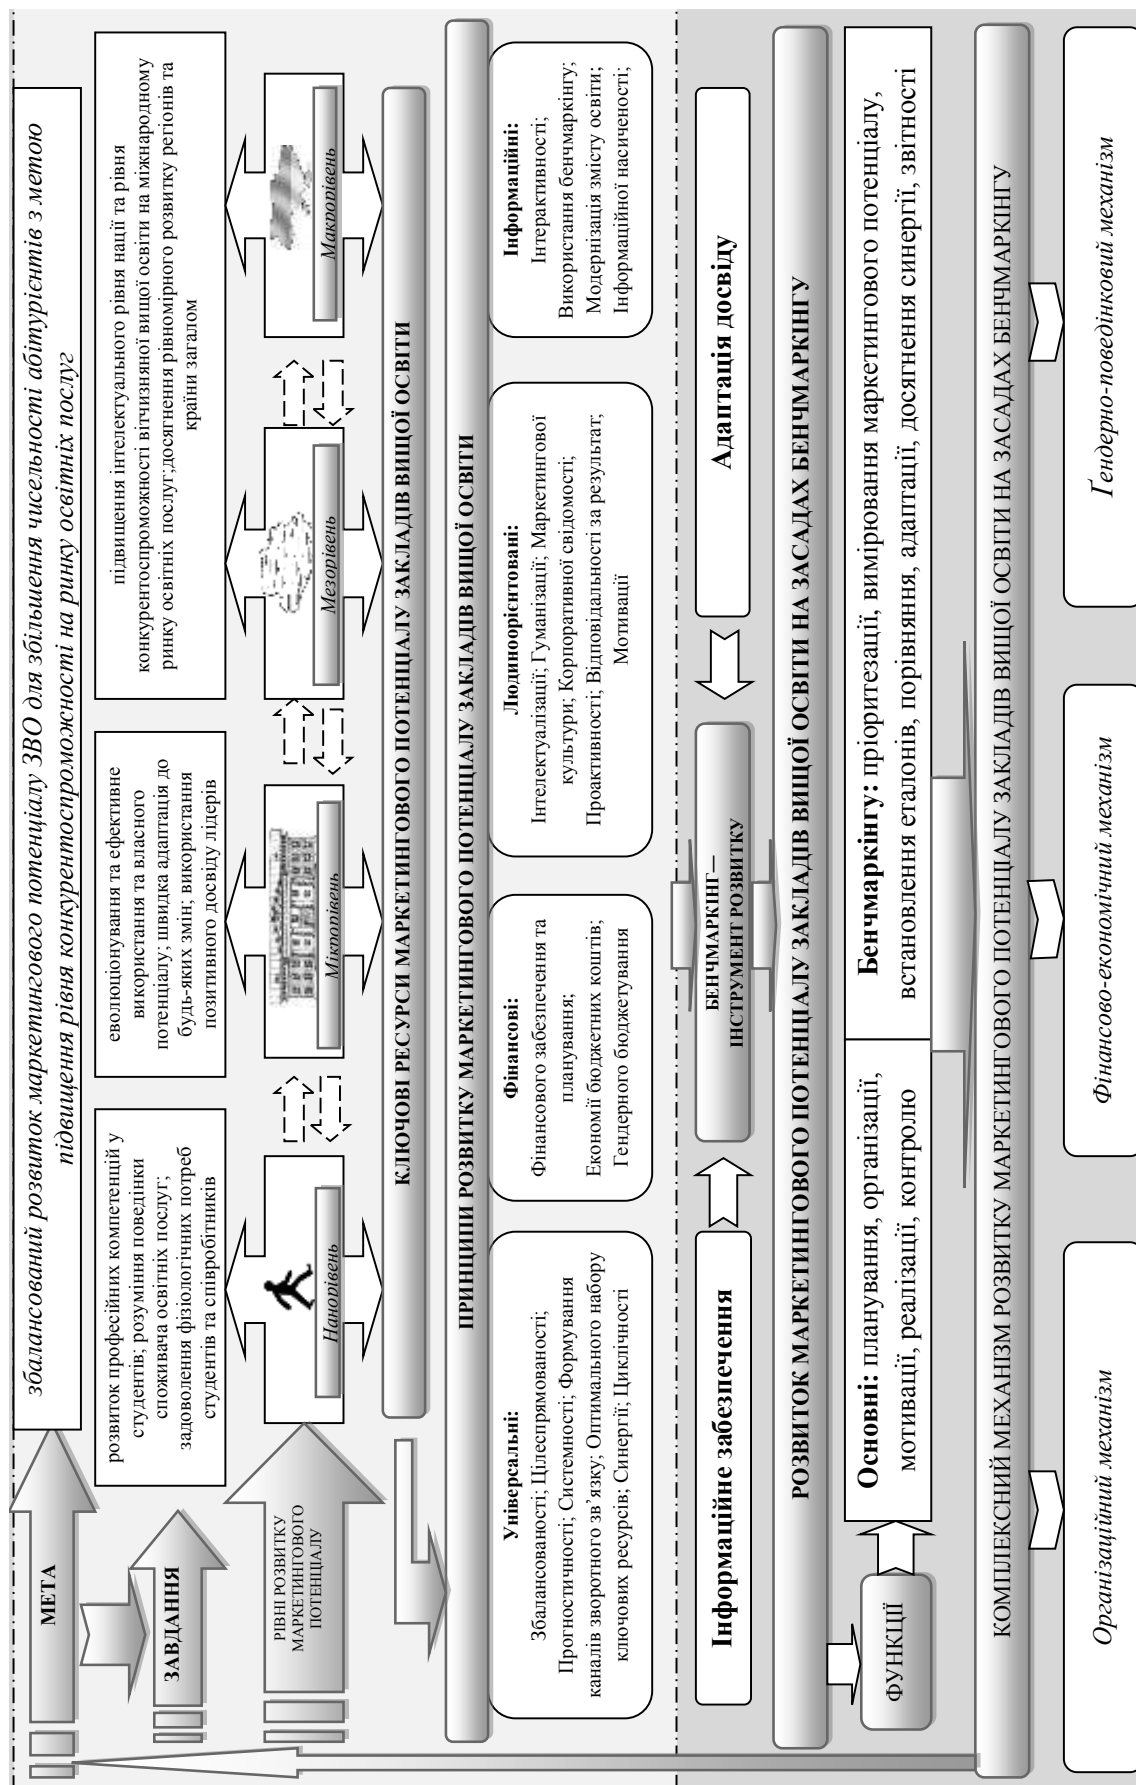 МЕТА
збалансований розвиток маркетингового потенціалу ЗВО для збільшення чисельності абітурієнтів з метою
підвищення рівня конкурентоспроможності на ринку освітніх послуг
ЗАВДАННЯ
розвиток професійних компетенцій у
студентів; розуміння поведінки
споживача освітніх послуг;
задоволення фізіологічних потреб
студентів та співробітників
еволюціонування та ефективне
використання та власного
потенціалу; швидка адаптація до
будь-яких змін; використання
позитивного досвіду лідерів
підвищення інтелектуального рівня нації та рівня
конкурентоспроможності вітчизняної вищої освіти на міжнародному
ринку освітніх послуг;досягнення рівномірного розвитку регіонів та
країни загалом
РІВНІ РОЗВИТКУ
МАРКЕТИНГОВОГО
ПОТЕНЦІАЛУ
Нанорівень
Мікрорівень
Мезорівень
Макрорівень
КЛЮЧОВІ РЕСУРСИ МАРКЕТИНГОВОГО ПОТЕНЦІАЛУ ЗАКЛАДІВ ВИЩОЇ ОСВІТИ
ПРИНЦИПИ РОЗВИТКУ МАРКЕТИНГОВОГО ПОТЕНЦІАЛУ ЗАКЛАДІВ ВИЩОЇ ОСВІТИ
Універсальні:
Збалансованості; Цілеспрямованості;
Прогностичності; Системності; Формування
каналів зворотного зв’язку; Оптимального набору
ключових ресурсів; Синергії; Циклічності
Фінансові:
Фінансового забезпечення та
планування;
Економії бюджетних коштів;
Гендерного бюджетування
Людиноорієнтовані:
Інтелектуалізації; Гуманізації; Маркетингової
культури; Корпоративної свідомості;
Проактивності; Відповідальності за результат;
Мотивації
Інформаційні:
Інтерактивності;
Використання бенчмаркінгу;
Модернізація змісту освіти;
Інформаційної насиченості;
Інформаційне забезпечення
БЕНЧМАРКІНГ–
ІНСТРУМЕНТ РОЗВИТКУ
Адаптація досвіду
РОЗВИТОК МАРКЕТИНГОВОГО ПОТЕНЦІАЛУ ЗАКЛАДІВ ВИЩОЇ ОСВІТИ НА ЗАСАДАХ БЕНЧМАРКІНГУ
ФУНКЦІЇ
Основні: планування, організації,
мотивації, реалізації, контролю
Бенчмаркінгу: пріоритезації, вимірювання маркетингового потенціалу,
встановлення еталонів, порівняння, адаптації, досягнення синергії, звітності
КОМПЛЕКСНИЙ МЕХАНІЗМ РОЗВИТКУ МАРКЕТИНГОВОГО ПОТЕНЦІАЛУ ЗАКЛАДІВ ВИЩОЇ ОСВІТИ НА ЗАСАДАХ БЕНЧМАРКІНГУ
Організаційний механізм
Фінансово-економічний механізм
Ґендерно-поведінковий механізм